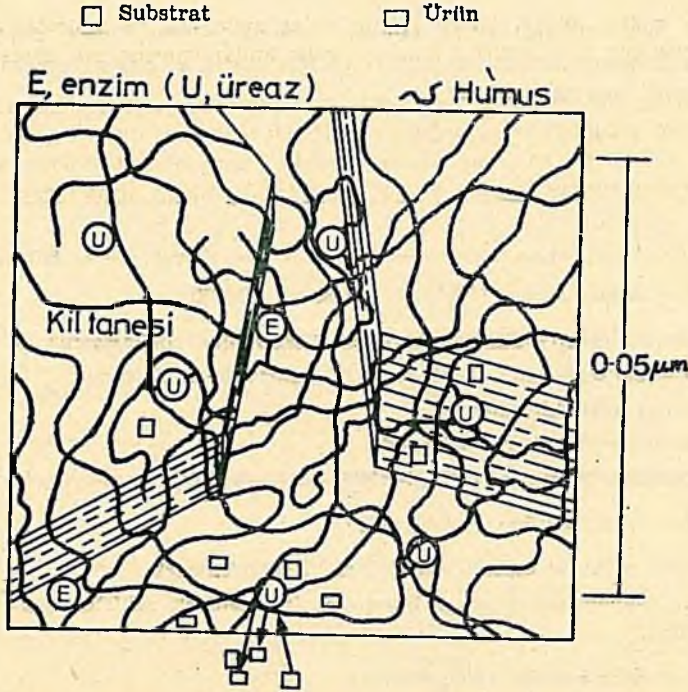 Substrat Ürün
E, enzim (U, üreaz) Humus
U
U
E
Kil tanesi
U
0·05µm
U
U
E
U